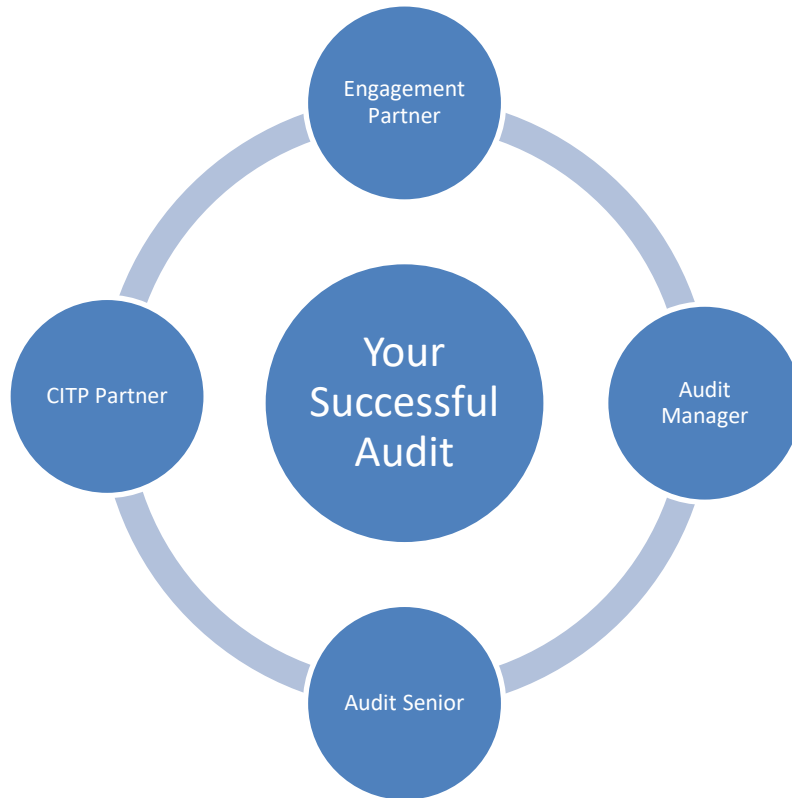 Engagement
Partner
CITP Partner
Your
Successful
Audit
Audit
Manager
Audit Senior